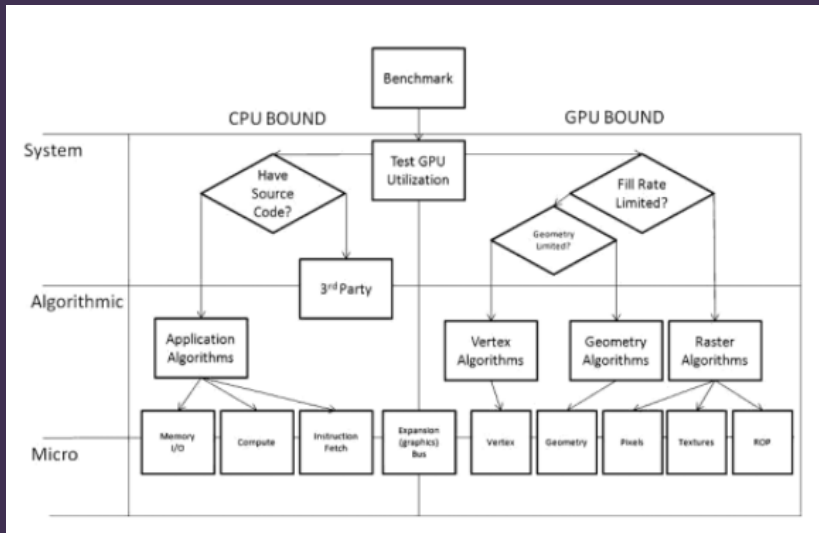 Benchmark
CPU BOUND
GPU BOUND
System
Test GPU
Utilization
Have
Source
Code?
Fill Rate
Limited?
Geometry
Limited?
3rd Party
Algorithmic
Application
Algorithms
Vertex
Algorithms
Geometry
Algorithms
Raster
Algorithms
Micro
Memory
I/O
Compute
Instruction
Fetch
Expansion
(graphics)
Bus
Vertex
Geometry
Pixels
Textures
ROP